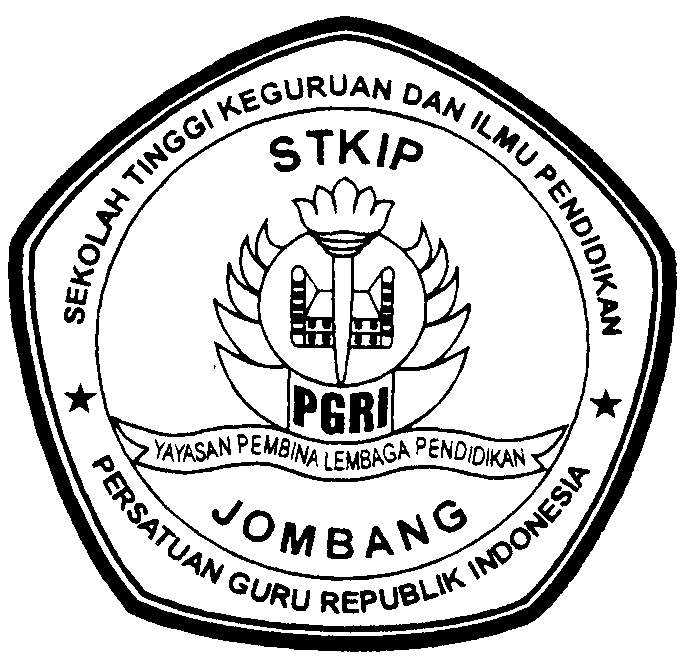 SEKOLAH TINGGI KEGURUAN DAN ILMU PENDIDIKAN
STKIP
PGRI
YAYASAN PEMBINA LEMBAGA PENDIDIKAN
JOMBANG
PERSATUAN GURU REPUBLIK INDONESIA